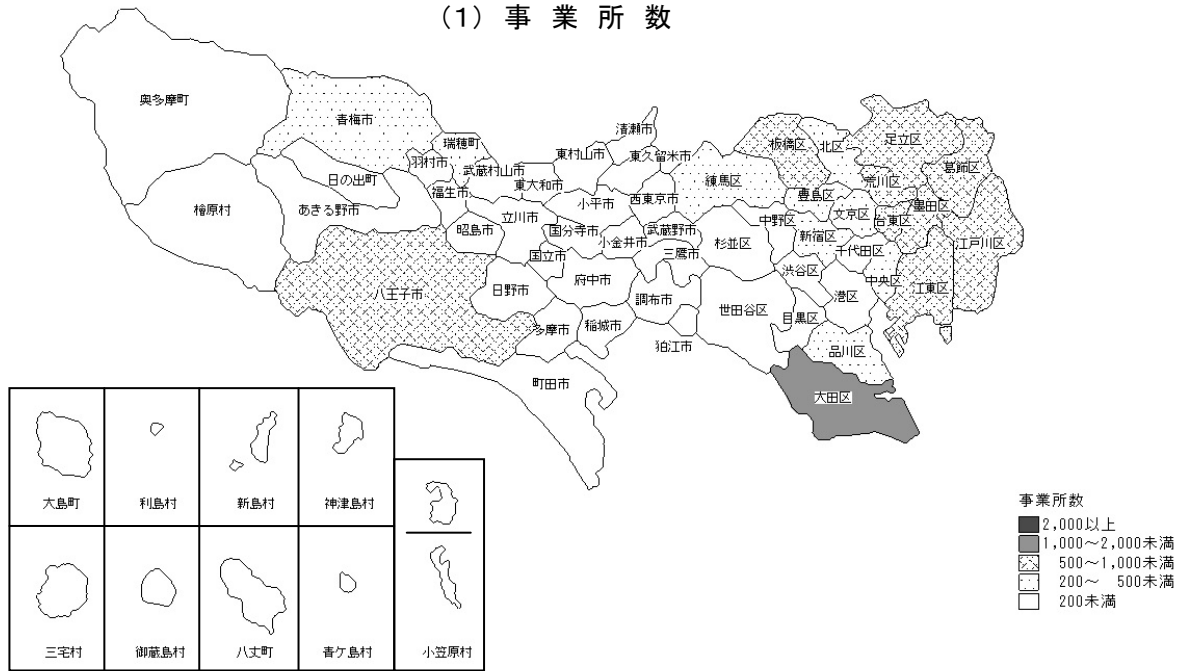 (1) 事業所数
奥多摩町
青梅市
瑞穂町
羽村市
日の出町
福生市
檜原村
あきる野市
武蔵村山市
東大和市
東村山市
清瀬市
東久留米市
小平市
西東京市
練馬区
板橋区
北区
足立区
荒川区
葛飾区
豊島区
文京区
台東区
墨田区
中野区
新宿区
千代田区
江戸川区
昭島市
立川市
国分寺市
小金井市
武蔵野市
三鷹市
杉並区
渋谷区
中央区
江東区
国立市
府中市
調布市
世田谷区
目黒区
港区
八王子市
日野市
多摩市
稲城市
狛江市
品川区
町田市
大田区
大島町
利島村
新島村
神津島村
三宅村
御蔵島村
八丈町
青ケ島村
小笠原村
事業所数
2,000以上
1,000～2,000未満
500～1,000未満
200～ 500未満
200未満